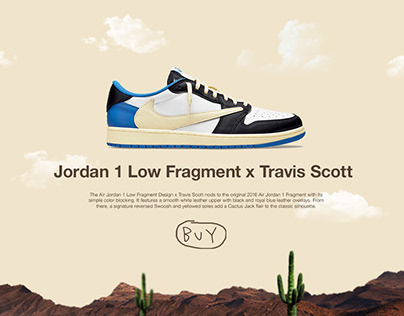 Jordan 1 Low Fragment x Travis Scott
The Air Jordan 1 Low Fragment Design x Travis Scott nods to the original 2016 Air Jordan 1 Fragment with its
simple color blocking. It features a smooth white leather upper with black and royal blue leather overlays. From
there, a signature reversed Swoosh and yellowed soles add a Cactus Jack flair to the classic silhouette.
BUY